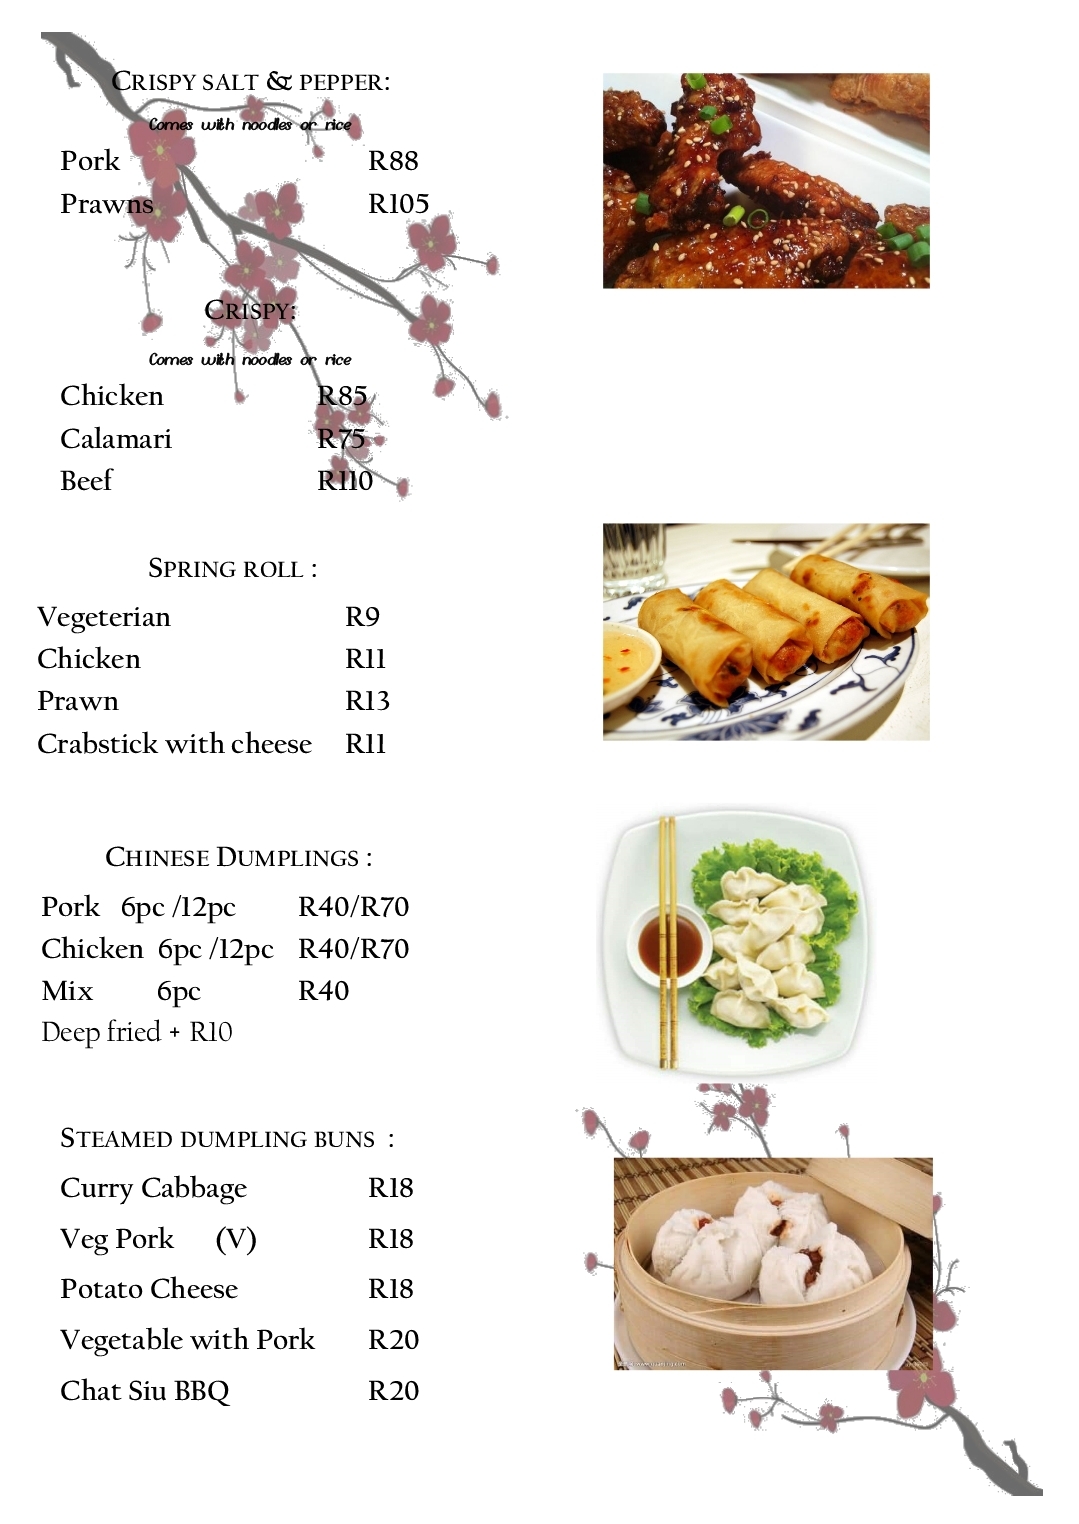 CRISPY SALT & PEPPER:
Comes with noodles or rice
Pork R88
Prawns R105
CRISPY:
Comes with noodles or rice
Chicken R85
Calamari R75
Beef R110
SPRING ROLL :
Vegeterian R9
Chicken R11
Prawn R13
Crabstick with cheese R11
CHINESE DUMPLINGS :
Pork 6pc /12pc R40/R70
Chicken 6pc /12pc R40/R70
Mix 6pc R40
Deep fried + R10
STEAMED DUMPLING BUNS :
Curry Cabbage R18
Veg Pork (V) R18
Potato Cheese R18
Vegetable with Pork R20
Chat Siu BBQ R20